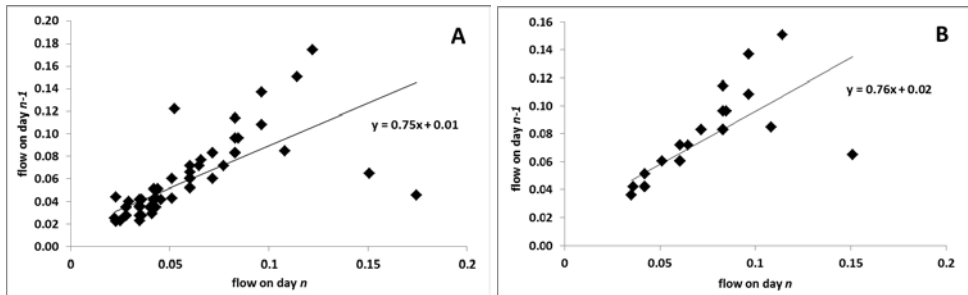 A
0.20
0.18
0.16
0.14
0.12
0.10
0.08
0.06
0.04
0.02
0.00
flow on day n-1
y = 0.75x + 0.01
0 0.05 0.1 0.15 0.2
flow on day n
B
0.16
0.14
0.12
0.10
0.08
0.06
0.04
0.02
0.00
flow on day n-1
y = 0.76x + 0.02
0 0.05 0.1 0.15 0.2
flow on day n